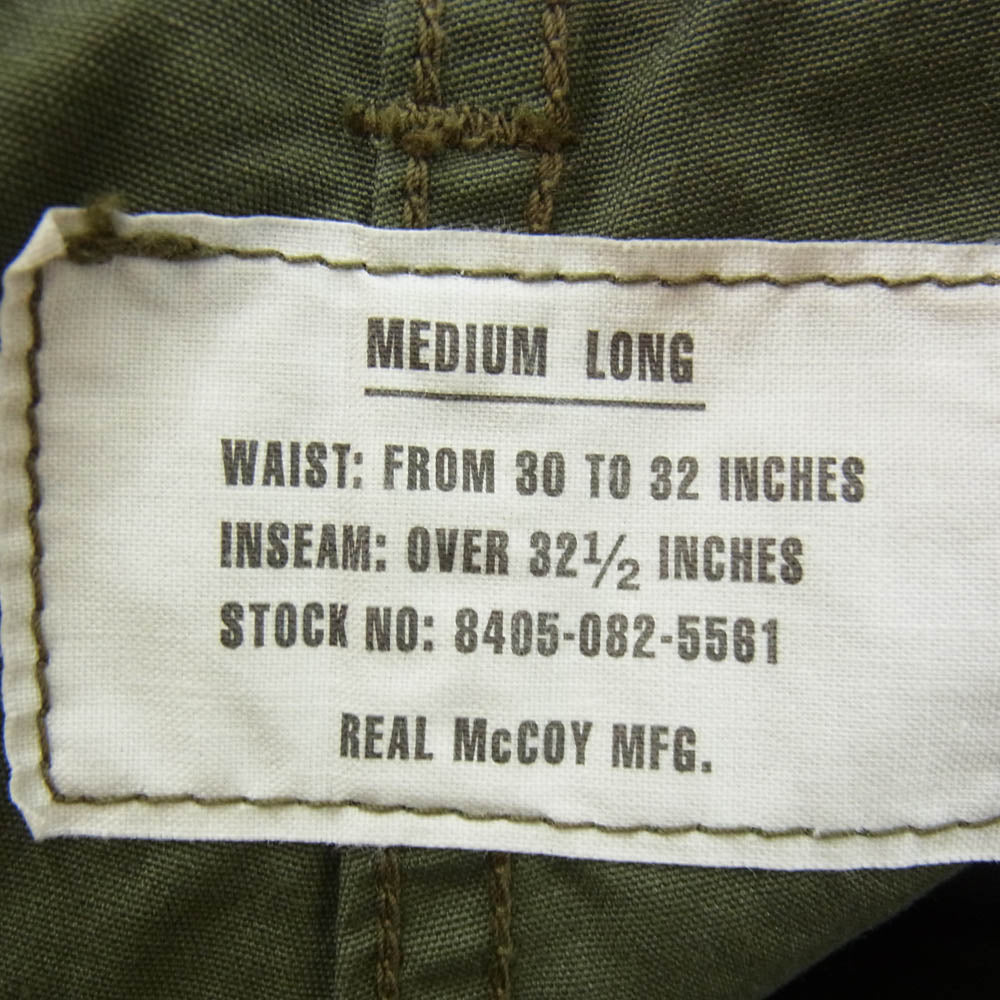 MEDIUM LONG
WAIST: FROM 30 TO 32 INCHES
INSEAM: OVER 32½ INCHES
STOCK NO: 8405-082-5561
REAL McCOY MFG.